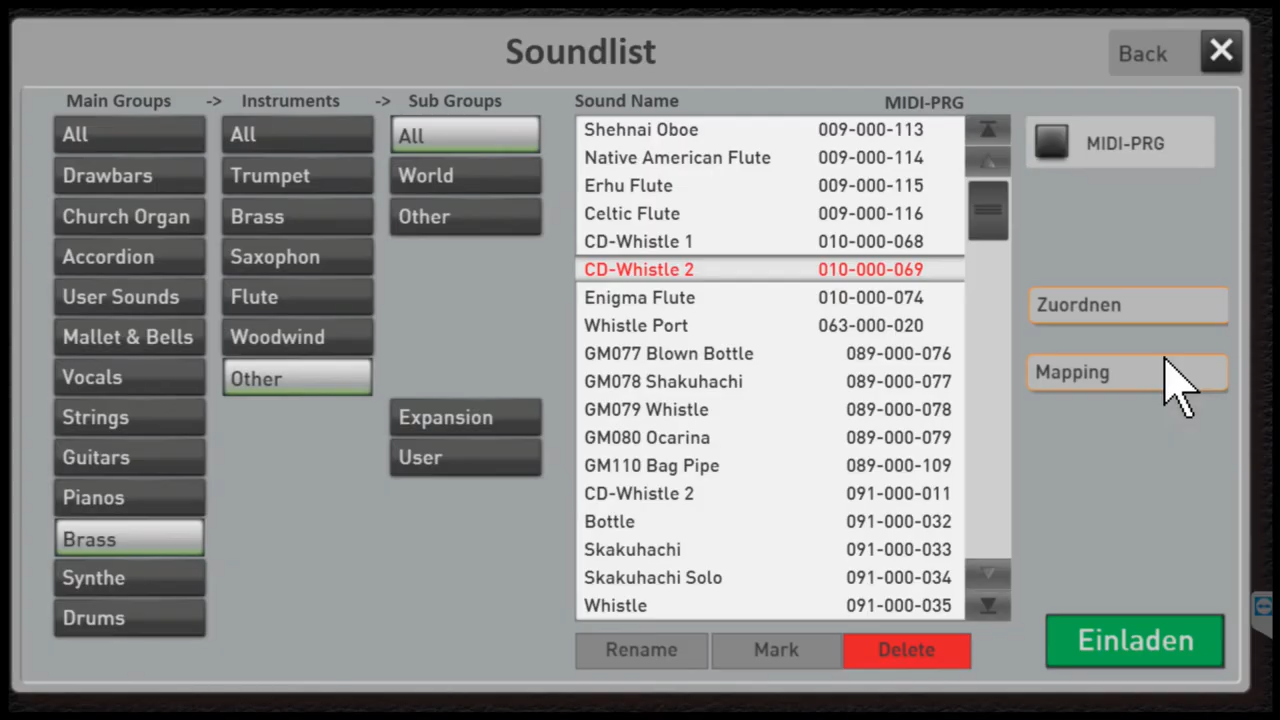 Soundlist
Back
Main Groups -> Instruments -> Sub Groups
Sound Name MIDI-PRG
All
Drawbars
Church Organ
Accordion
User Sounds
Mallet & Bells
Vocals
Strings
Guitars
Pianos
Brass
Synthe
Drums
All
Trumpet
Brass
Saxophon
Flute
Woodwind
Other
All
World
Other
Expansion
User
Shehnai Oboe 009-000-113
Native American Flute 009-000-114
Erhu Flute 009-000-115
Celtic Flute 009-000-116
CD-Whistle 1 010-000-068
CD-Whistle 2 010-000-069
Enigma Flute 010-000-074
Whistle Port 063-000-020
GM077 Blown Bottle 089-000-076
GM078 Shakuhachi 089-000-077
GM079 Whistle 089-000-078
GM080 Ocarina 089-000-079
GM110 Bag Pipe 089-000-109
CD-Whistle 2 091-000-011
Bottle 091-000-032
Skakuhachi 091-000-033
Skakuhachi Solo 091-000-034
Whistle 091-000-035
Rename
Mark
Delete
MIDI-PRG
Zuordnen
Mapping
Einladen